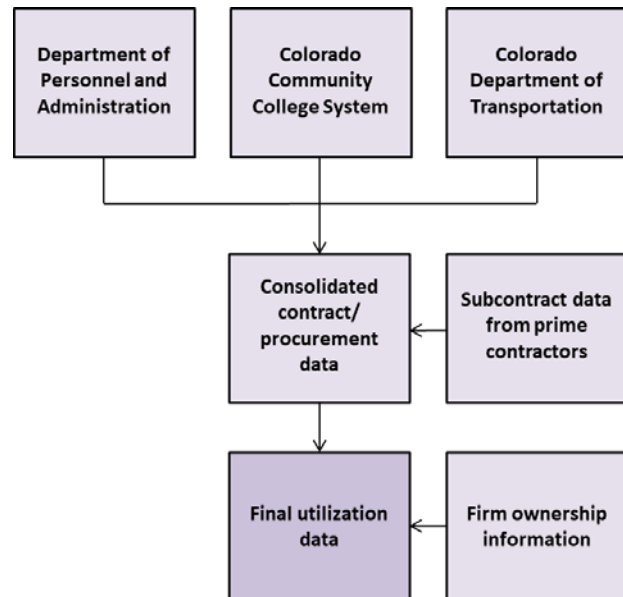 Department of
Personnel and
Administration
Colorado
Community
College System
Colorado
Department of
Transportation
Consolidated
contract/
procurement
data
Subcontract data
from prime
contractors
Final utilization
data
Firm ownership
information